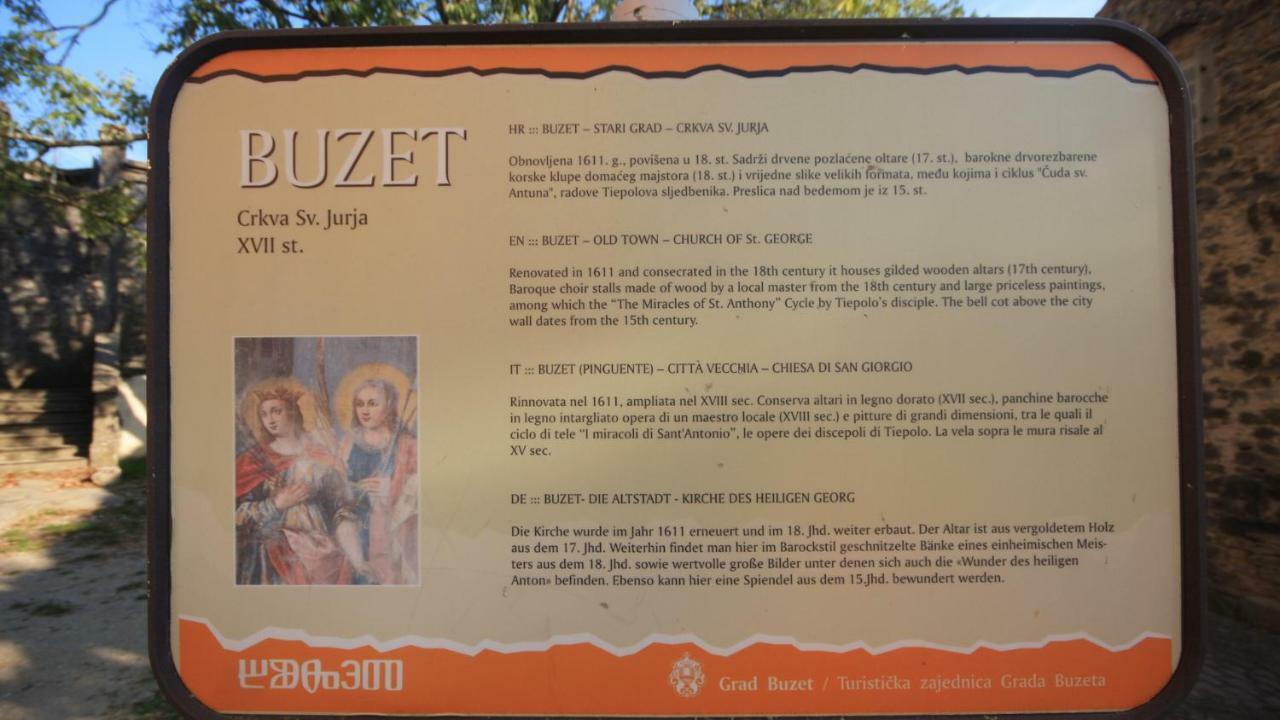 BUZET
Crkva Sv. Jurja
XVII st.
HR ::: BUZET – STARI GRAD – CRKVA SV. JURJA
Obnovljena 1611. g., povišena u 18. st. Sadrži drvene pozlaćene oltare (17. st.), barokne drvorezbarene
korske klupe domaćeg majstora (18. st.) i vrijedne slike velikih formata, među kojima i ciklus "Čuda sv.
Antuna", radove Tiepolova sljedbenika. Preslica nad bedemom je iz 15. st.
EN ::: BUZET – OLD TOWN – CHURCH OF St. GEORGE
Renovated in 1611 and consecrated in the 18th century it houses gilded wooden altars (17th century),
Baroque choir stalls made of wood by a local master from the 18th century and large priceless paintings,
among which the “The Miracles of St. Anthony” Cycle by Tiepolo's disciple. The bell cot above the city
wall dates from the 15th century.
IT ::: BUZET (PINGUENTE) – CITTÀ VECCHIA – CHIESA DI SAN GIORGIO
Rinnovata nel 1611, ampliata nel XVIII sec. Conserva altari in legno dorato (XVII sec.), panchine barocche
in legno intargliato opera di un maestro locale (XVIII sec.) e pitture di grandi dimensioni, tra le quali il
ciclo di tele “I miracoli di Sant'Antonio”, le opere dei discepoli di Tiepolo. La vela sopra le mura risale al
XV sec.
DE ::: BUZET- DIE ALTSTADT - KIRCHE DES HEILIGEN GEORG
Die Kirche wurde im Jahr 1611 erneuert und im 18. Jhd. weiter erbaut. Der Altar ist aus vergoldetem Holz
aus dem 17. Jhd. Weiterhin findet man hier im Barockstil geschnitzelte Bänke eines einheimischen Meis-
ters aus dem 18. Jhd. sowie wertvolle große Bilder unter denen sich auch die «Wunder des heiligen
Anton» befinden. Ebenso kann hier eine Spiendel aus dem 15.Jhd. bewundert werden.
Grad Buzet / Turistička zajednica Grada Buzeta